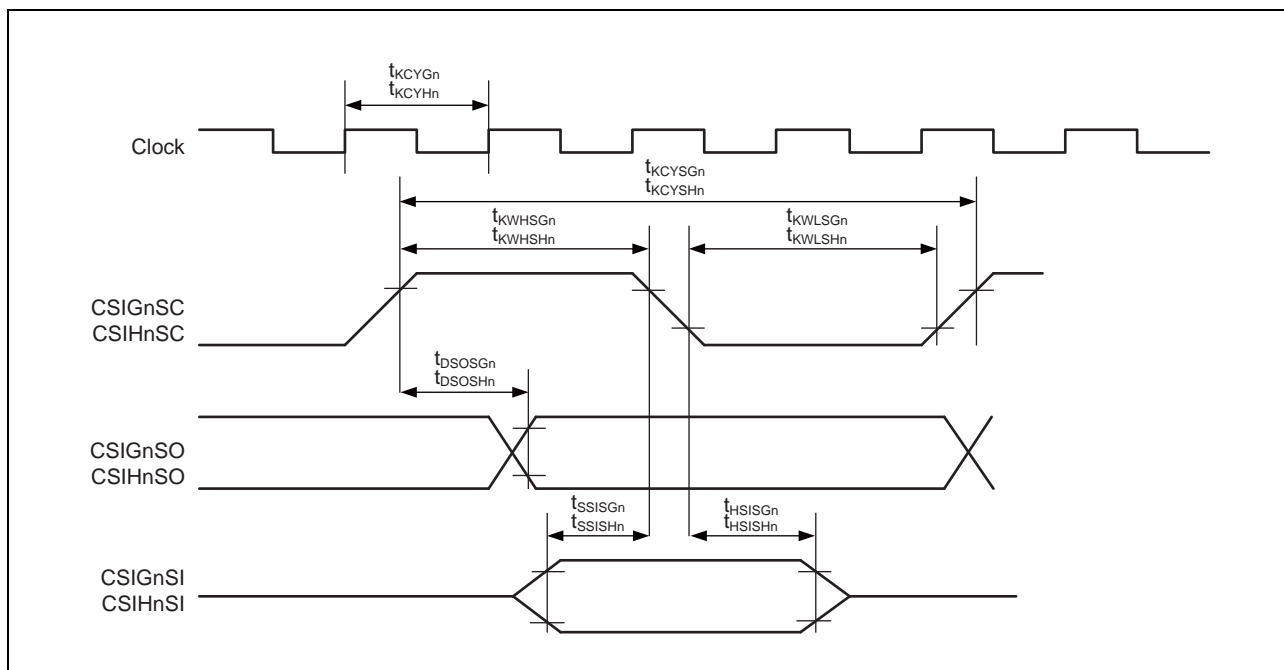 tKCYGn
tKCYHn
Clock
tKCYSGn
tKCYSHn
tKWHSGn
tKWHSHn
tKWLSGn
tKWLSHn
CSIGnSC
CSIHnSC
tDSOSGn
tDSOSHn
CSIGnSO
CSIHnSO
tSSISGn
tSSISHn
tHSISGn
tHSISHn
CSIGnSI
CSIHnSI